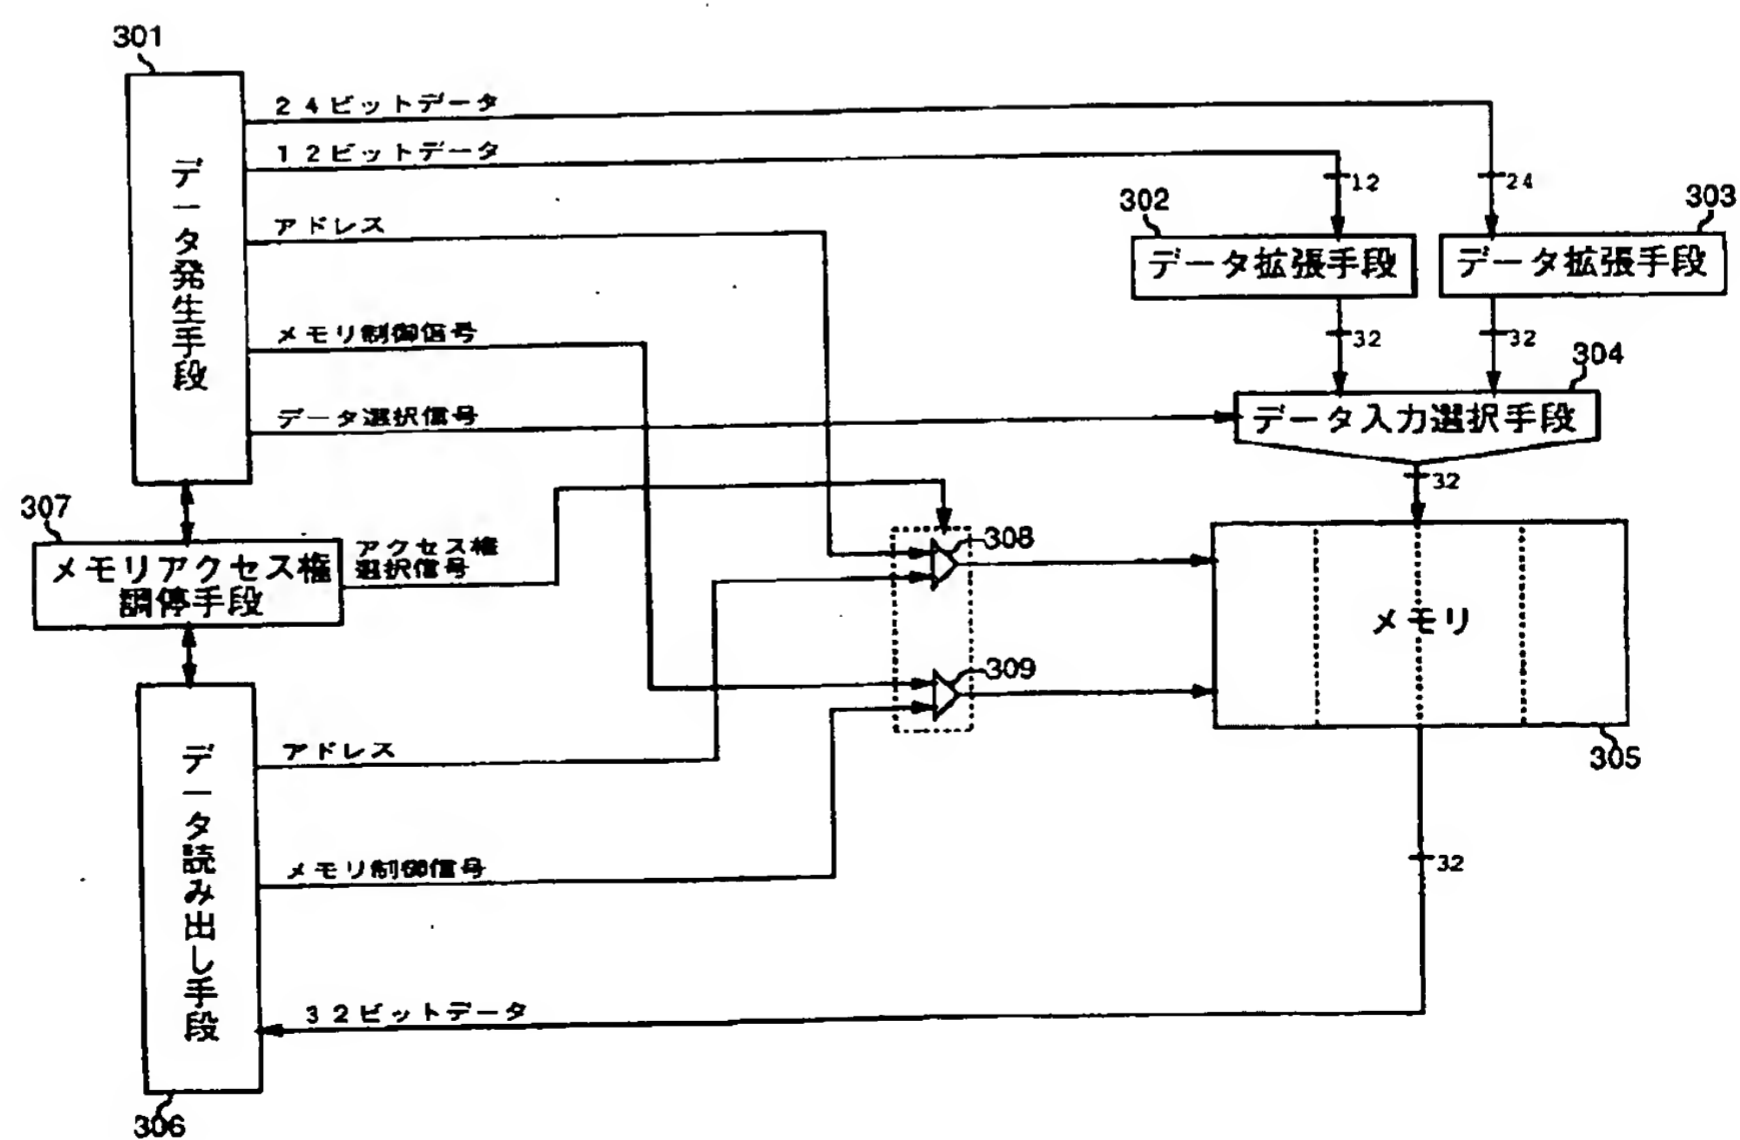 301
データ発生手段
24ビットデータ
12ビットデータ
アドレス
メモリ制御信号
データ選択信号
12
24
302
データ拡張手段
303
データ拡張手段
32
32
304
データ入力選択手段
32
307
メモリアクセス権
調停手段
アクセス権
選択信号
308
309
メモリ
305
データ読み出し手段
アドレス
メモリ制御信号
32
32ビットデータ
306